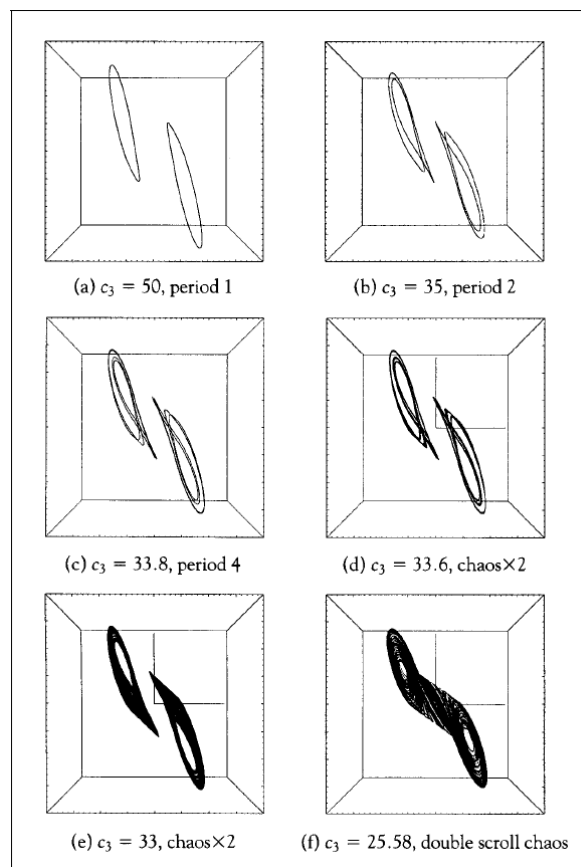 (a) c₃ = 50, period 1
(b) c₃ = 35, period 2
(c) c₃ = 33.8, period 4
(d) c₃ = 33.6, chaos×2
(e) c₃ = 33, chaos×2
(f) c₃ = 25.58, double scroll chaos